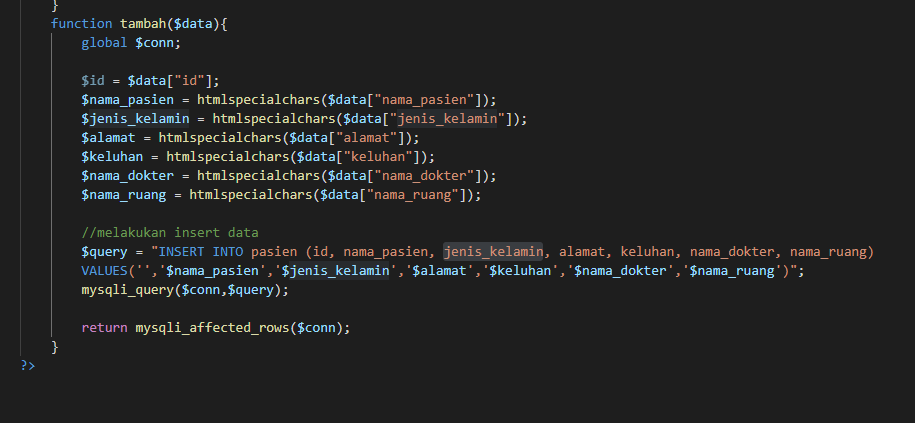 }
function tambah($data){
global $conn;
$id = $data["id"];
$nama_pasien = htmlspecialchars($data["nama_pasien"]);
$jenis_kelamin = htmlspecialchars($data["jenis_kelamin"]);
$alamat = htmlspecialchars($data["alamat"]);
$keluhan = htmlspecialchars($data["keluhan"]);
$nama_dokter = htmlspecialchars($data["nama_dokter"]);
$nama_ruang = htmlspecialchars($data["nama_ruang"]);
//melakukan insert data
$query = "INSERT INTO pasien (id, nama_pasien, jenis_kelamin, alamat, keluhan, nama_dokter, nama_ruang)
VALUES('','$nama_pasien','$jenis_kelamin','$alamat','$keluhan','$nama_dokter','$nama_ruang')";
mysqli_query($conn,$query);
return mysqli_affected_rows($conn);
}
?>